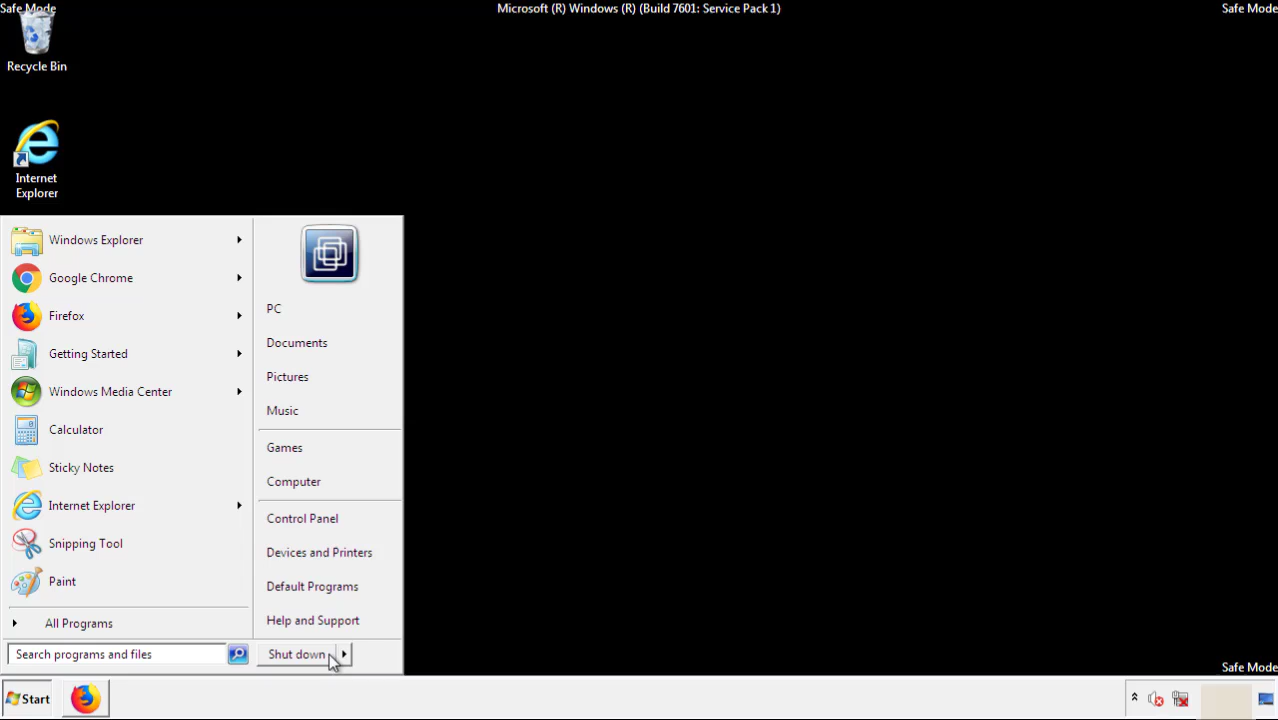 Safe Mode
Microsoft (R) Windows (R) (Build 7601: Service Pack 1)
Safe Mode
Recycle Bin
Internet
Explorer
Windows Explorer
Google Chrome
Firefox
Getting Started
Windows Media Center
Calculator
Sticky Notes
Internet Explorer
Snipping Tool
Paint
All Programs
Search programs and files
PC
Documents
Pictures
Music
Games
Computer
Control Panel
Devices and Printers
Default Programs
Help and Support
Shut down
Safe Mode
Start